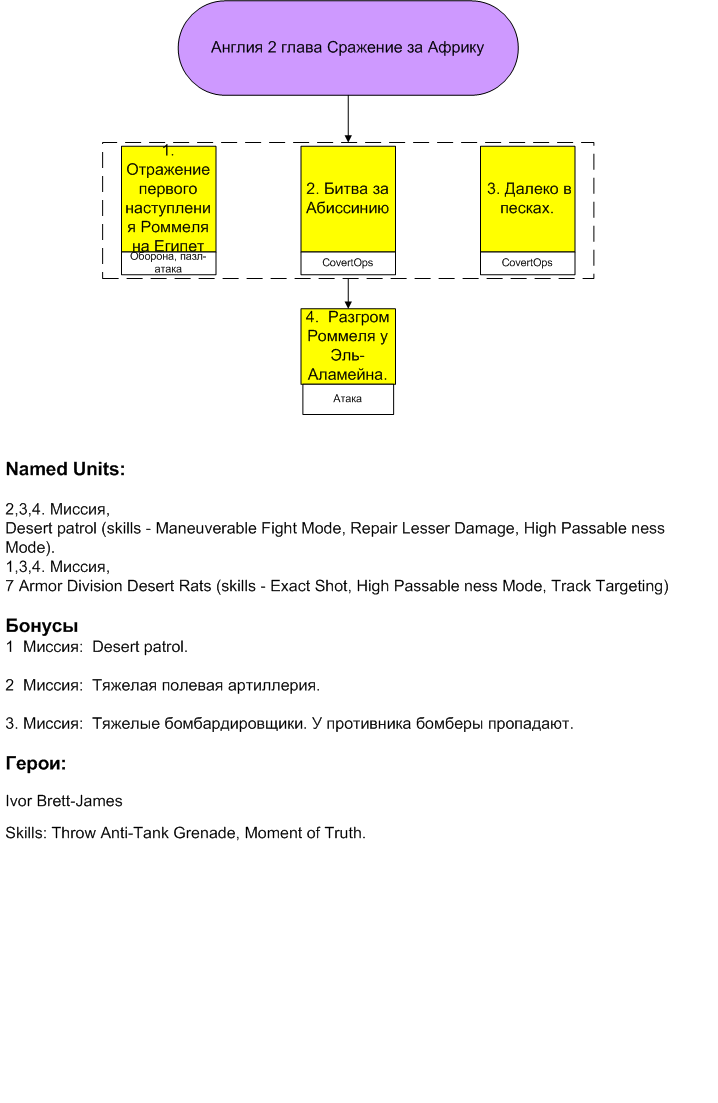 Англия 2 глава Сражение за Африку
1.
Отражение
первого
наступлени
я Роммеля
на Египет
Оборона, пазл-
атака
2. Битва за
Абиссинию
CovertOps
3. Далеко в
песках.
CovertOps
4. Разгром
Роммеля у
Эль-
Аламейна.
Атака
Named Units:
2,3,4. Миссия,
Desert patrol (skills - Maneuverable Fight Mode, Repair Lesser Damage, High Passable ness
Mode).
1,3,4. Миссия,
7 Armor Division Desert Rats (skills - Exact Shot, High Passable ness Mode, Track Targeting)
Бонусы
1 Миссия: Desert patrol.
2 Миссия: Тяжелая полевая артиллерия.
3. Миссия: Тяжелые бомбардировщики. У противника бомберы пропадают.
Герои:
Ivor Brett-James
Skills: Throw Anti-Tank Grenade, Moment of Truth.